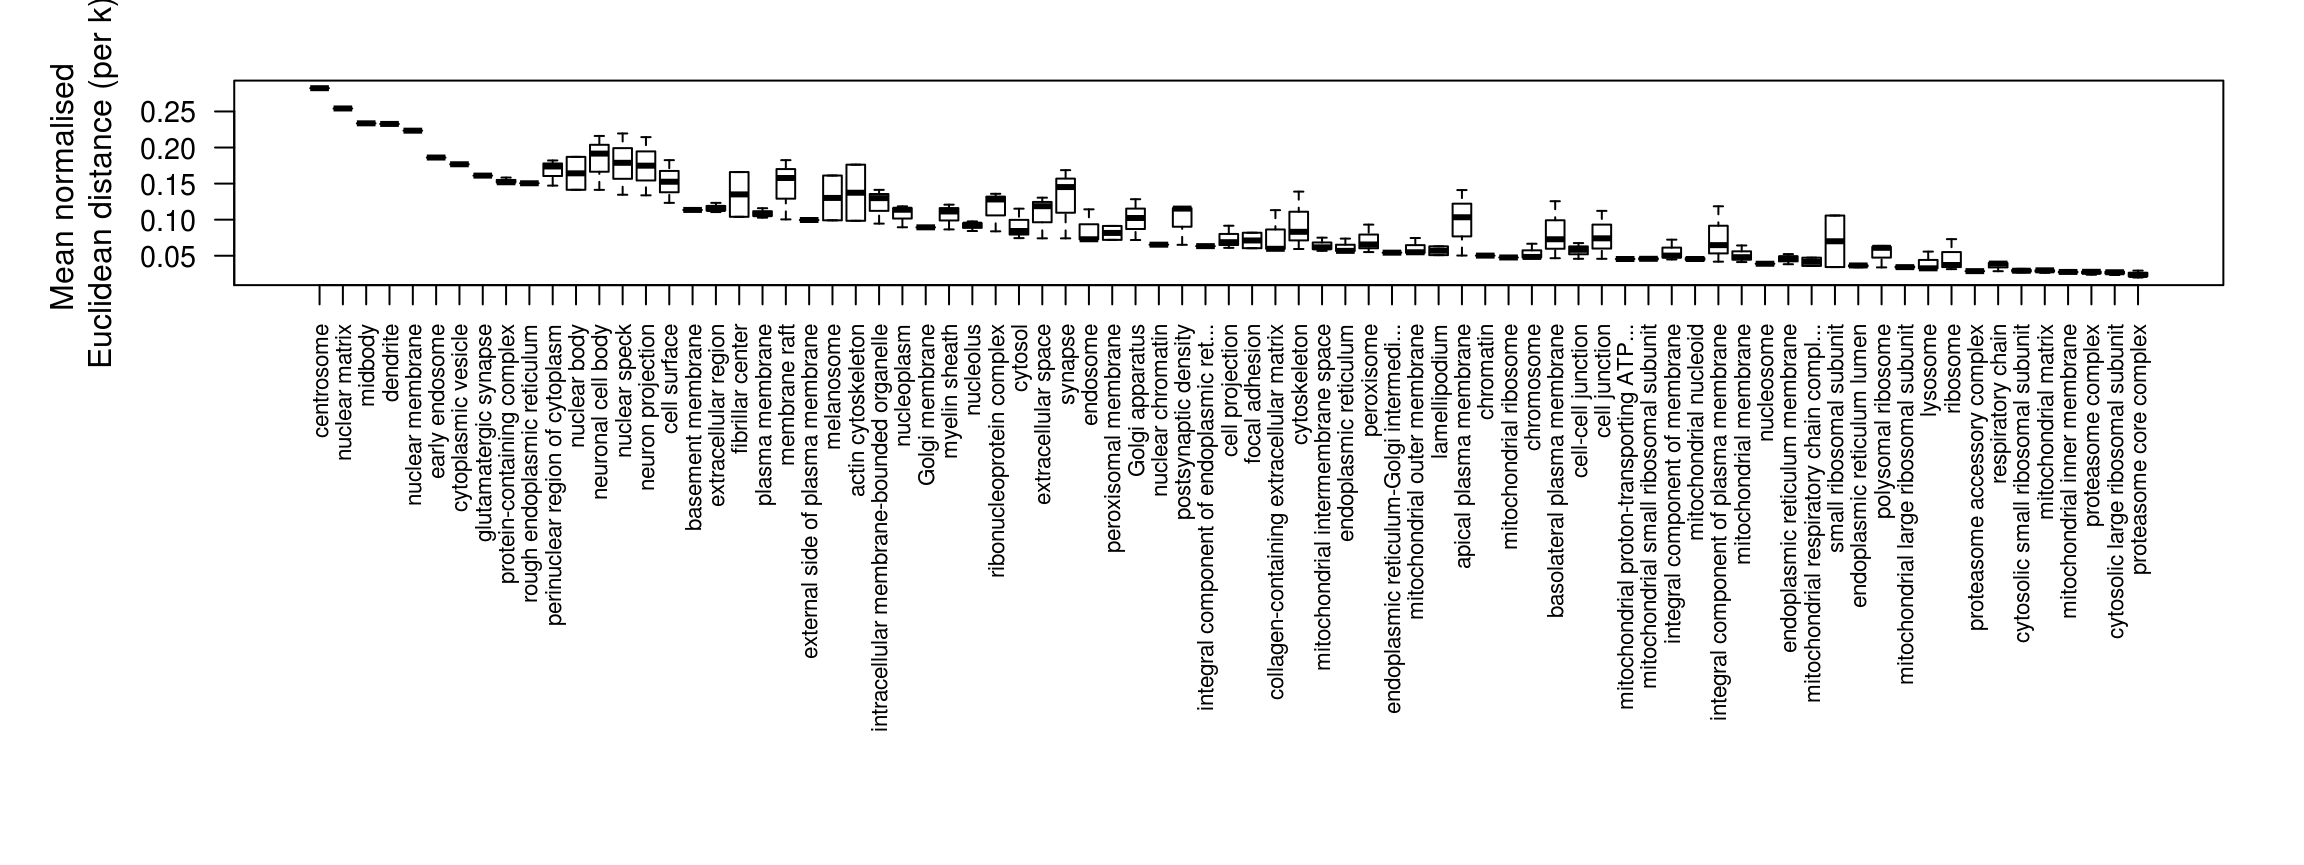 Mean normalised
Euclidean distance (per k)
0.25
0.20
0.15
0.10
0.05
centrosome
nuclear matrix
midbody
dendrite
nuclear membrane
early endosome
cytoplasmic vesicle
glutamatergic synapse
protein-containing complex
rough endoplasmic reticulum
perinuclear region of cytoplasm
nuclear body
neuronal cell body
nuclear speck
neuron projection
cell surface
basement membrane
extracellular region
fibrillar center
plasma membrane
membrane raft
external side of plasma membrane
melanosome
actin cytoskeleton
intracellular membrane-bounded organelle
nucleoplasm
Golgi membrane
myelin sheath
nucleolus
ribonucleoprotein complex
cytosol
extracellular space
synapse
endosome
peroxisomal membrane
Golgi apparatus
nuclear chromatin
postsynaptic density
integral component of endoplasmic ret...
cell projection
focal adhesion
collagen-containing extracellular matrix
cytoskeleton
mitochondrial intermembrane space
endoplasmic reticulum
peroxisome
endoplasmic reticulum-Golgi intermedi...
mitochondrial outer membrane
lamellipodium
apical plasma membrane
chromatin
mitochondrial ribosome
chromosome
basolateral plasma membrane
cell-cell junction
cell junction
mitochondrial proton-transporting ATP...
mitochondrial small ribosomal subunit
integral component of membrane
mitochondrial nucleoid
integral component of plasma membrane
mitochondrial membrane
nucleosome
endoplasmic reticulum membrane
mitochondrial respiratory chain compl...
small ribosomal subunit
endoplasmic reticulum lumen
polysomal ribosome
mitochondrial large ribosomal subunit
lysosome
ribosome
proteasome accessory complex
respiratory chain
cytosolic small ribosomal subunit
mitochondrial matrix
mitochondrial inner membrane
proteasome complex
cytosolic large ribosomal subunit
proteasome core complex